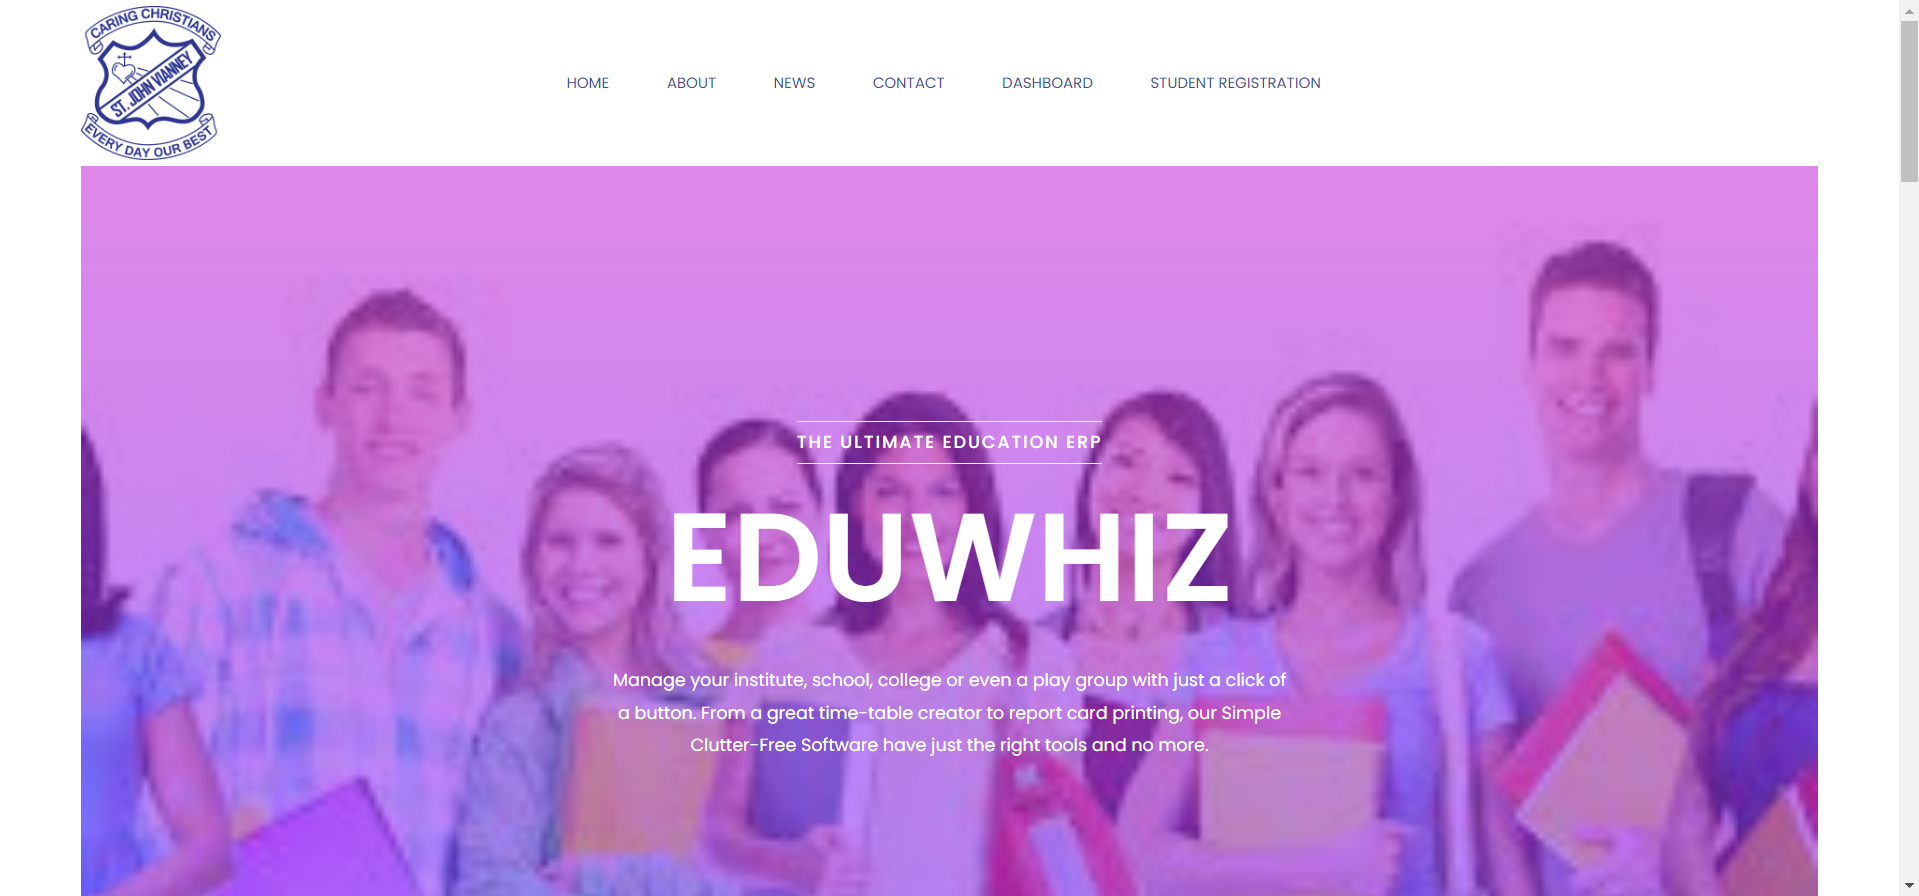 CARING CHRISTIANS
ST. JOHN VIANNEY
EVERY DAY OUR BEST
HOME
ABOUT
NEWS
CONTACT
DASHBOARD
STUDENT REGISTRATION
THE ULTIMATE EDUCATION ERP
EDUWHIZ
Manage your institute, school, college or even a play group with just a click of
a button. From a great time-table creator to report card printing, our Simple
Clutter-Free Software have just the right tools and no more.